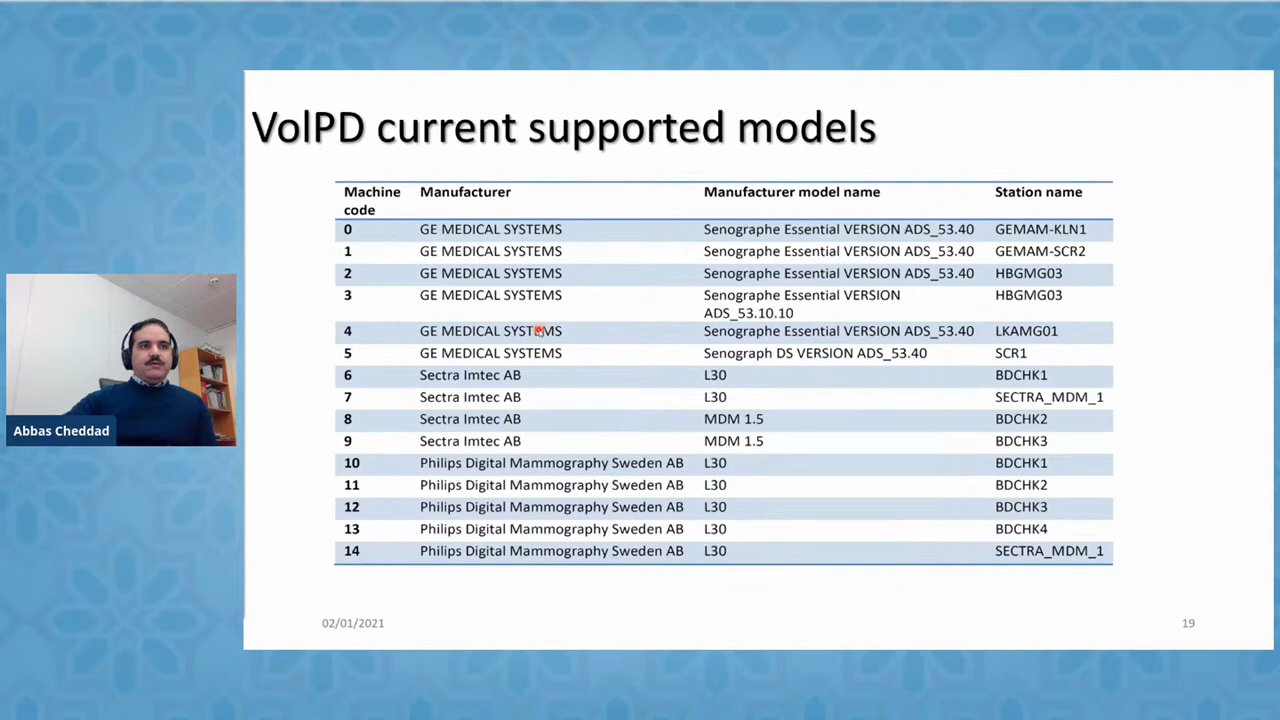 VolPD current supported models
Machine code Manufacturer Manufacturer model name Station name
0 GE MEDICAL SYSTEMS Senographe Essential VERSION ADS_53.40 GEMAM-KLN1
1 GE MEDICAL SYSTEMS Senographe Essential VERSION ADS_53.40 GEMAM-SCR2
2 GE MEDICAL SYSTEMS Senographe Essential VERSION ADS_53.40 HBGMG03
3 GE MEDICAL SYSTEMS Senographe Essential VERSION ADS_53.10.10 HBGMG03
4 GE MEDICAL SYSTEMS Senographe Essential VERSION ADS_53.40 LKAMG01
5 GE MEDICAL SYSTEMS Senograph DS VERSION ADS_53.40 SCR1
6 Sectra Imtec AB L30 BDCHK1
7 Sectra Imtec AB L30 SECTRA_MDM_1
8 Sectra Imtec AB MDM 1.5 BDCHK2
9 Sectra Imtec AB MDM 1.5 BDCHK3
10 Philips Digital Mammography Sweden AB L30 BDCHK1
11 Philips Digital Mammography Sweden AB L30 BDCHK2
12 Philips Digital Mammography Sweden AB L30 BDCHK3
13 Philips Digital Mammography Sweden AB L30 BDCHK4
14 Philips Digital Mammography Sweden AB L30 SECTRA_MDM_1
Abbas Cheddad
02/01/2021 19